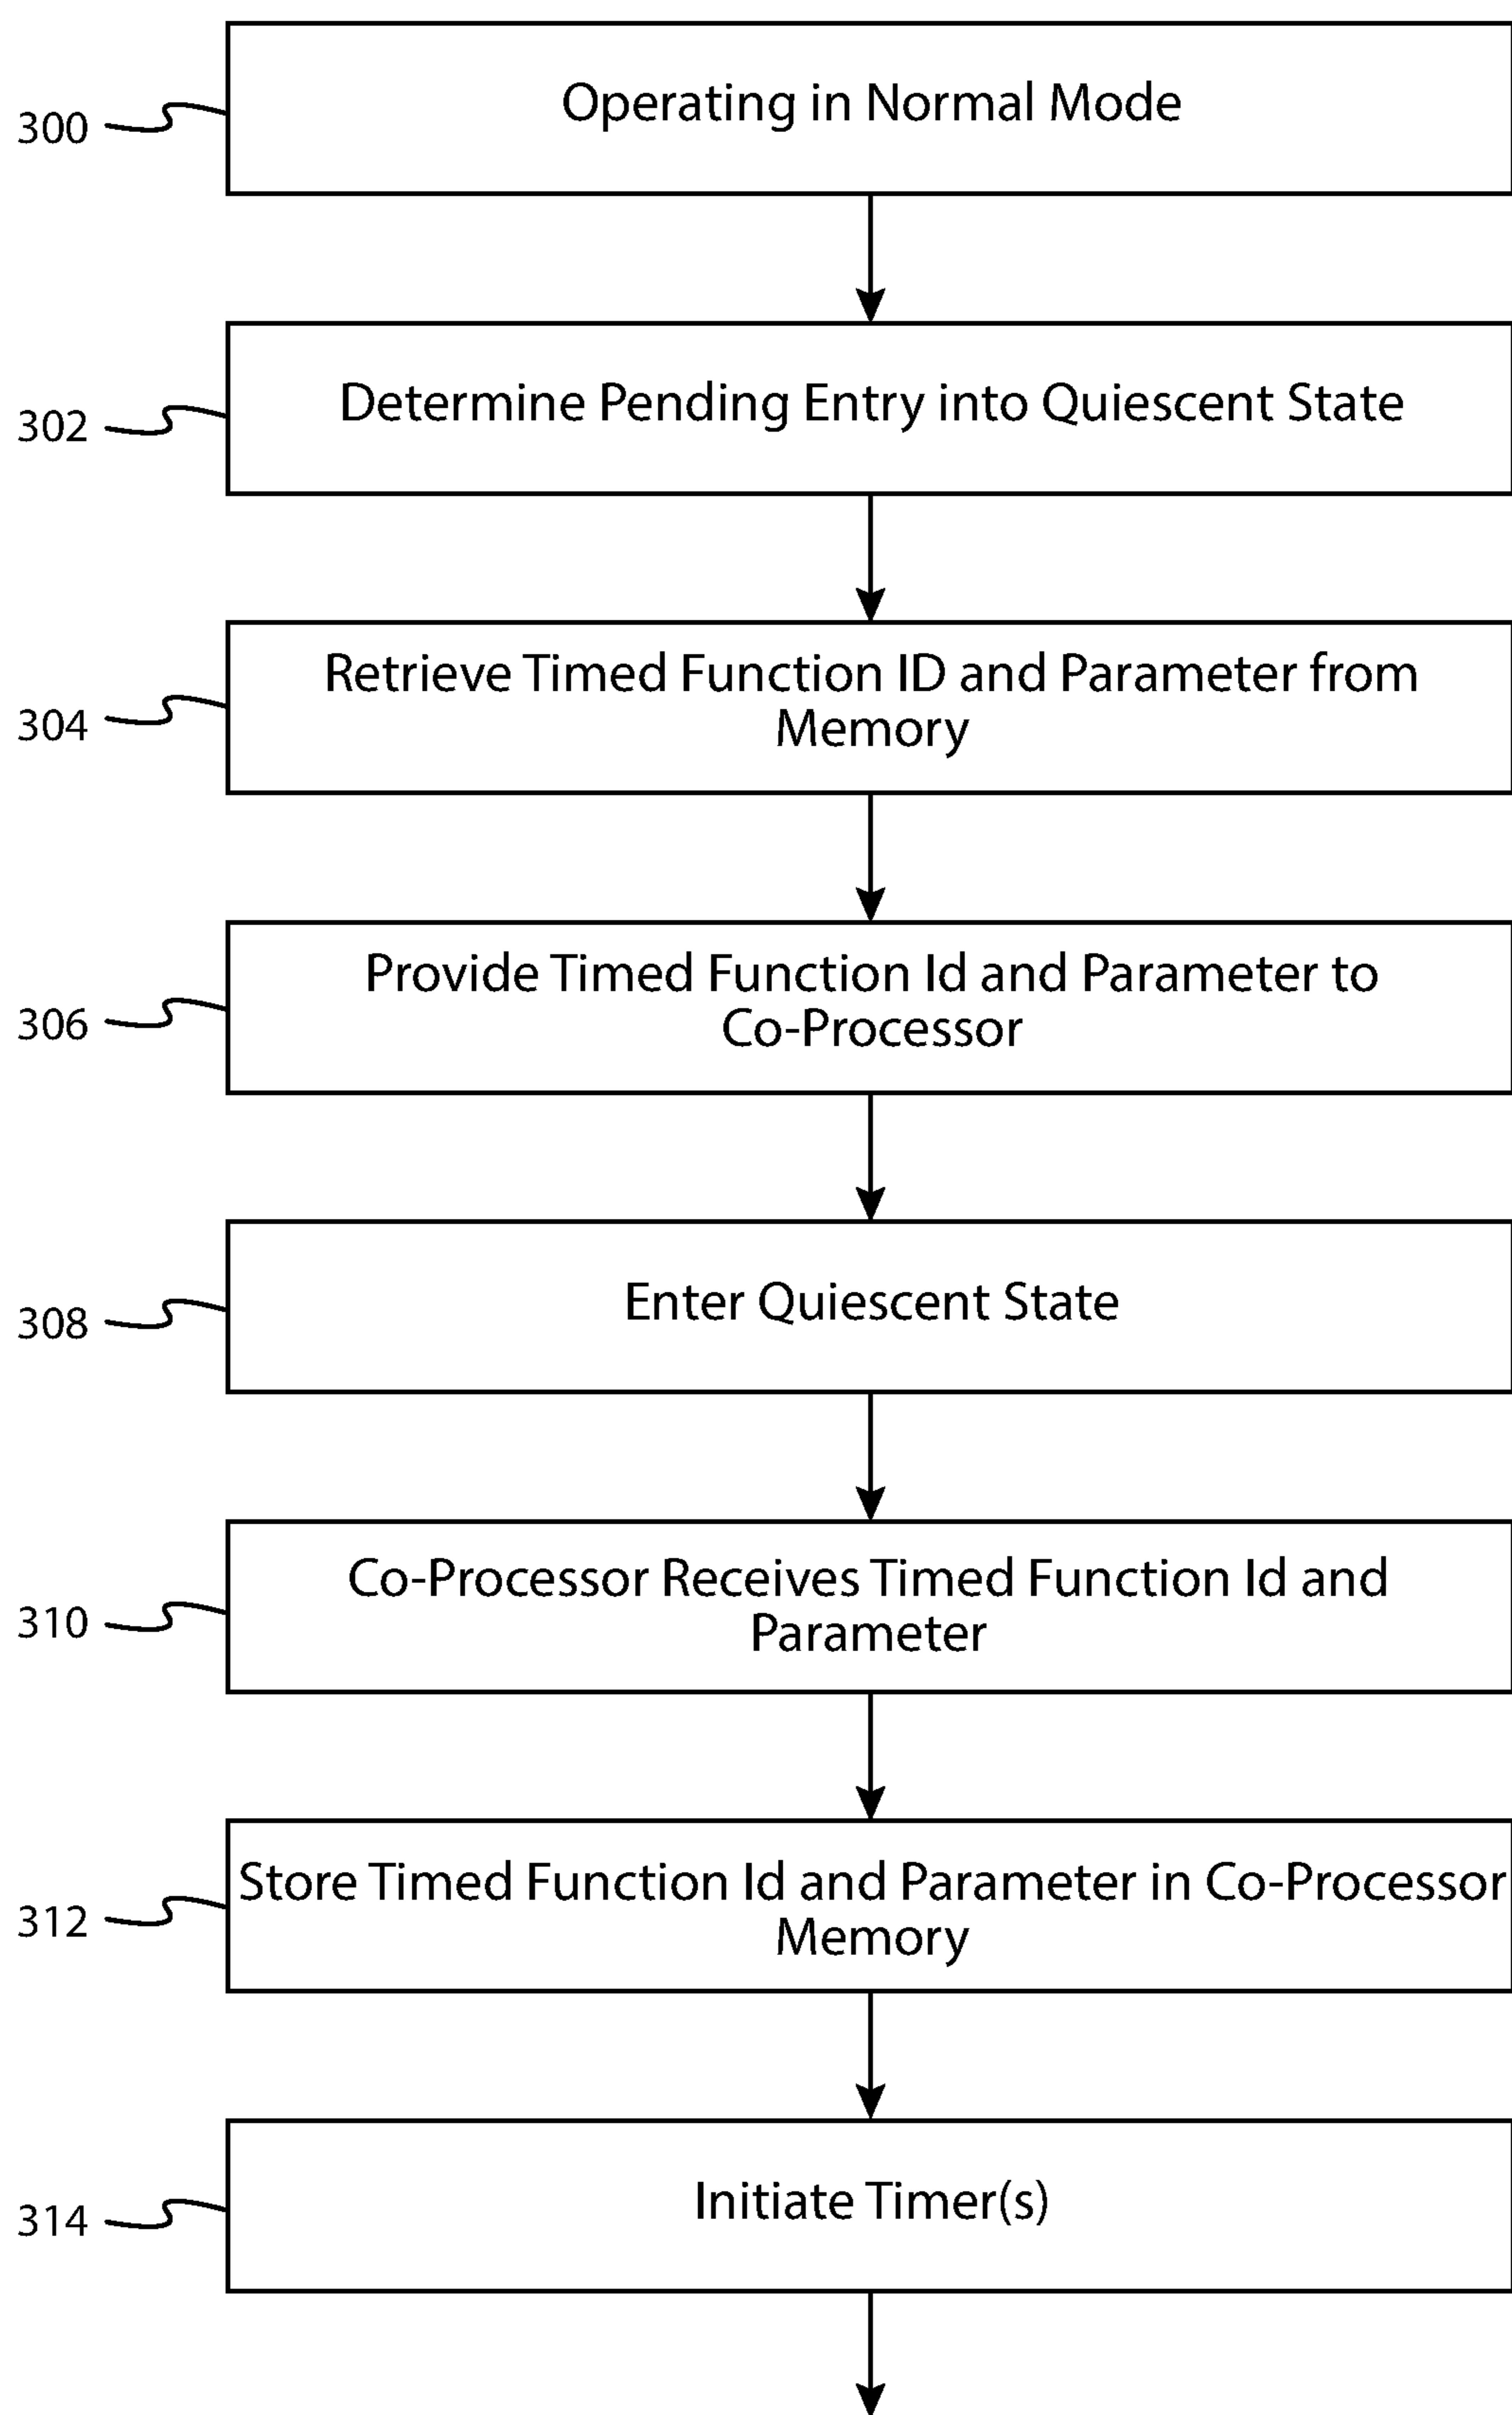 300
Operating in Normal Mode
302
Determine Pending Entry into Quiescent State
304
Retrieve Timed Function ID and Parameter from
Memory
306
Provide Timed Function Id and Parameter to
Co-Processor
308
Enter Quiescent State
310
Co-Processor Receives Timed Function Id and
Parameter
312
Store Timed Function Id and Parameter in Co-Processor
Memory
314
Initiate Timer(s)